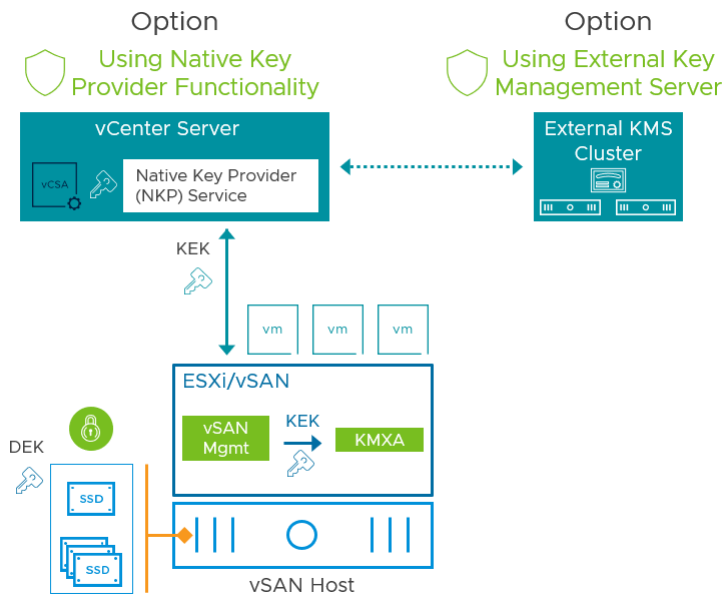 Option
Using Native Key
Provider Functionality
Option
Using External Key
Management Server
vCenter Server
vCSA
Native Key Provider
(NKP) Service
External KMS
Cluster
KEK
vm
vm
vm
ESXi/vSAN
vSAN
Mgmt
KEK
KMXA
DEK
SSD
SSD
vSAN Host